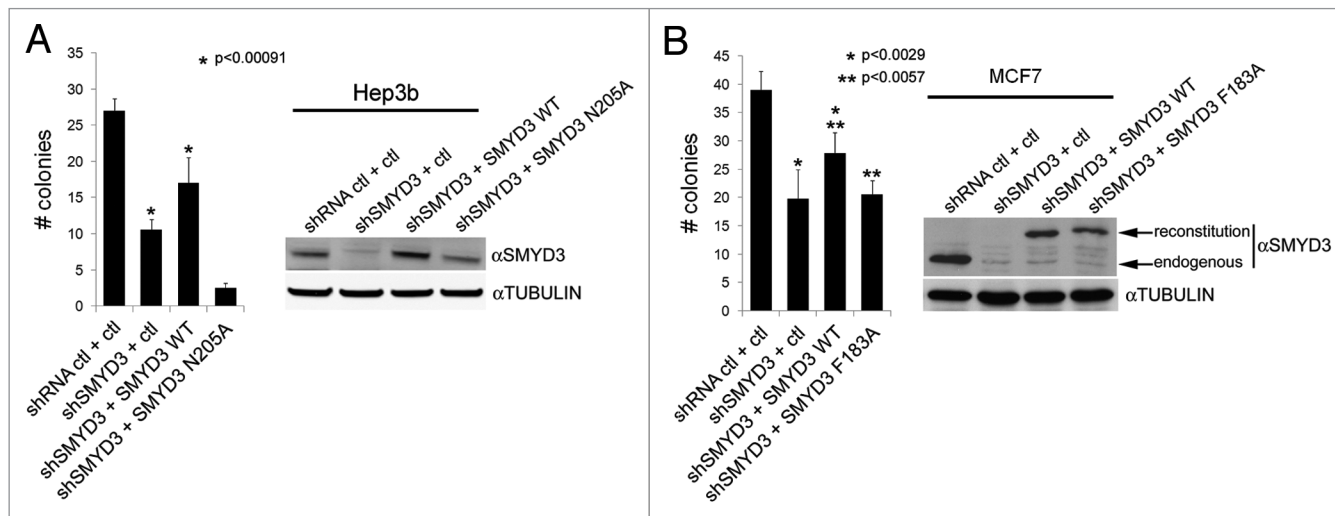 A
# colonies
35
30
25
20
15
10
5
0
* p<0.00091
*
*
shRNA ctl + ctl
shSMYD3 + ctl
shSMYD3 + SMYD3 WT
shSMYD3 + SMYD3 N205A
Hep3b
shRNA ctl + ctl
shSMYD3 + ctl
shSMYD3 + SMYD3 WT
shSMYD3 + SMYD3 N205A
αSMYD3
αTUBULIN
B
# colonies
45
40
35
30
25
20
15
10
5
0
* p<0.0029
** p<0.0057
*
*
**
**
shRNA ctl + ctl
shSMYD3 + ctl
shSMYD3 + SMYD3 WT
shSMYD3 + SMYD3 F183A
MCF7
shRNA ctl + ctl
shSMYD3 + ctl
shSMYD3 + SMYD3 WT
shSMYD3 + SMYD3 F183A
reconstitution
endogenous
αSMYD3
αTUBULIN